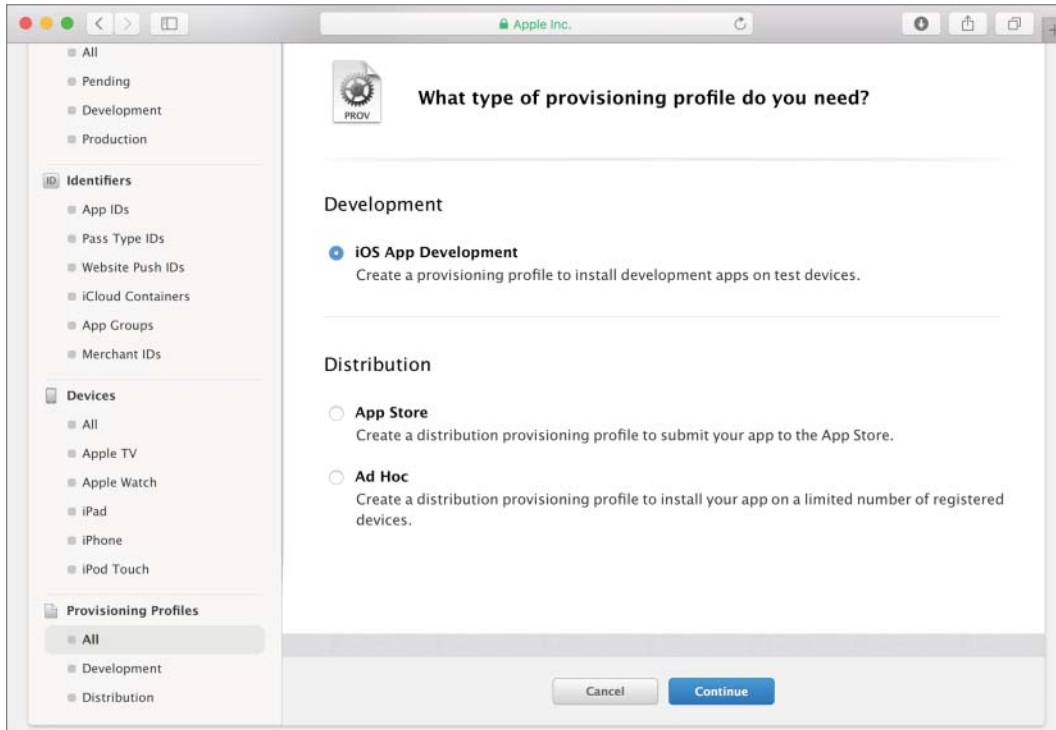 Apple Inc.
All
Pending
Development
Production
ID Identifiers
App IDs
Pass Type IDs
Website Push IDs
iCloud Containers
App Groups
Merchant IDs
Devices
All
Apple TV
Apple Watch
iPad
iPhone
iPod Touch
Provisioning Profiles
All
Development
Distribution
PROV
What type of provisioning profile do you need?
Development
iOS App Development
Create a provisioning profile to install development apps on test devices.
Distribution
App Store
Create a distribution provisioning profile to submit your app to the App Store.
Ad Hoc
Create a distribution provisioning profile to install your app on a limited number of registered
devices.
Cancel
Continue